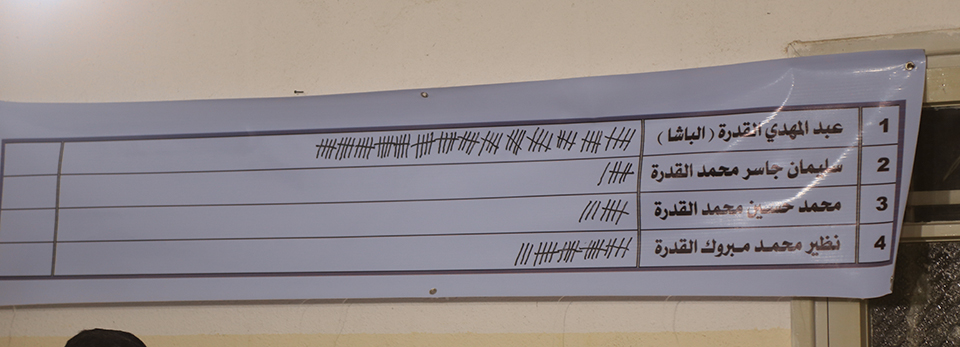 1 عبد المهدي القدرة (الباشا)
2 سليمان جاسر محمد القدرة
3 محمد حسين محمد القدرة
4 نظير محمد مبروك القدرة